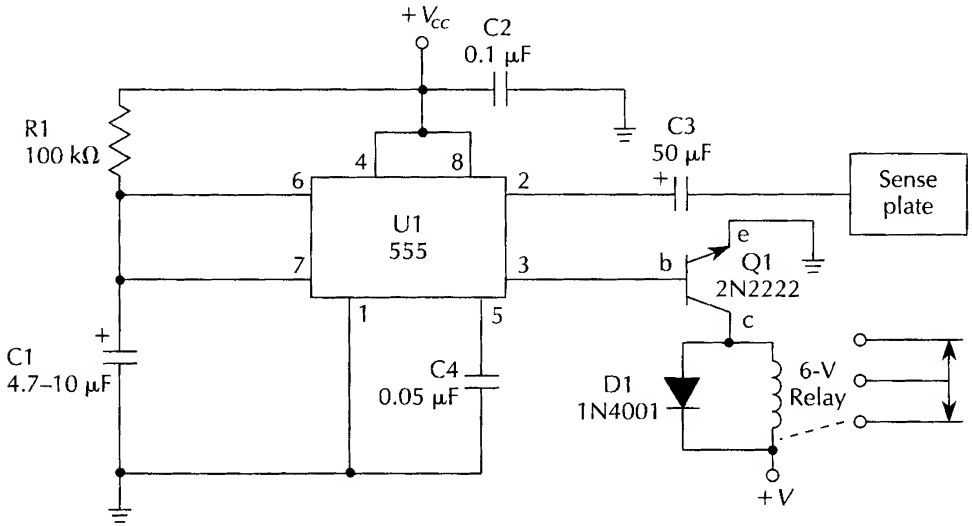 +Vcc
C2
0.1 µF
R1
100 kΩ
C3
50 µF
+
4
8
6
2
Sense
plate
U1
555
7
3
e
b
Q1
2N2222
1
5
c
+
C1
4.7–10 µF
C4
0.05 µF
D1
1N4001
6-V
Relay
+V